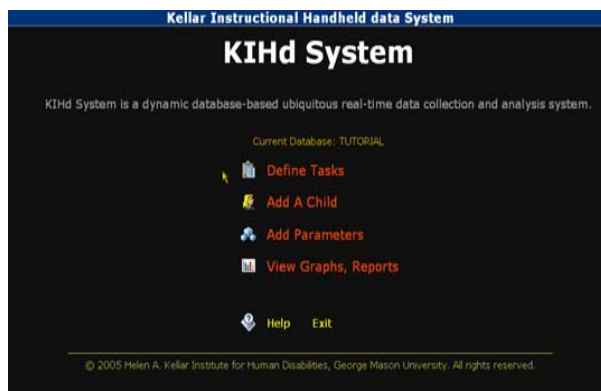 Kellar Instructional Handheld data System
KIHd System
KIHd System is a dynamic database-based ubiquitous real-time data collection and analysis system.
Current Database: TUTORIAL
Define Tasks
Add A Child
Add Parameters
View Graphs, Reports
Help Exit
© 2005 Helen A. Kellar Institute for Human Disabilities, George Mason University. All rights reserved.